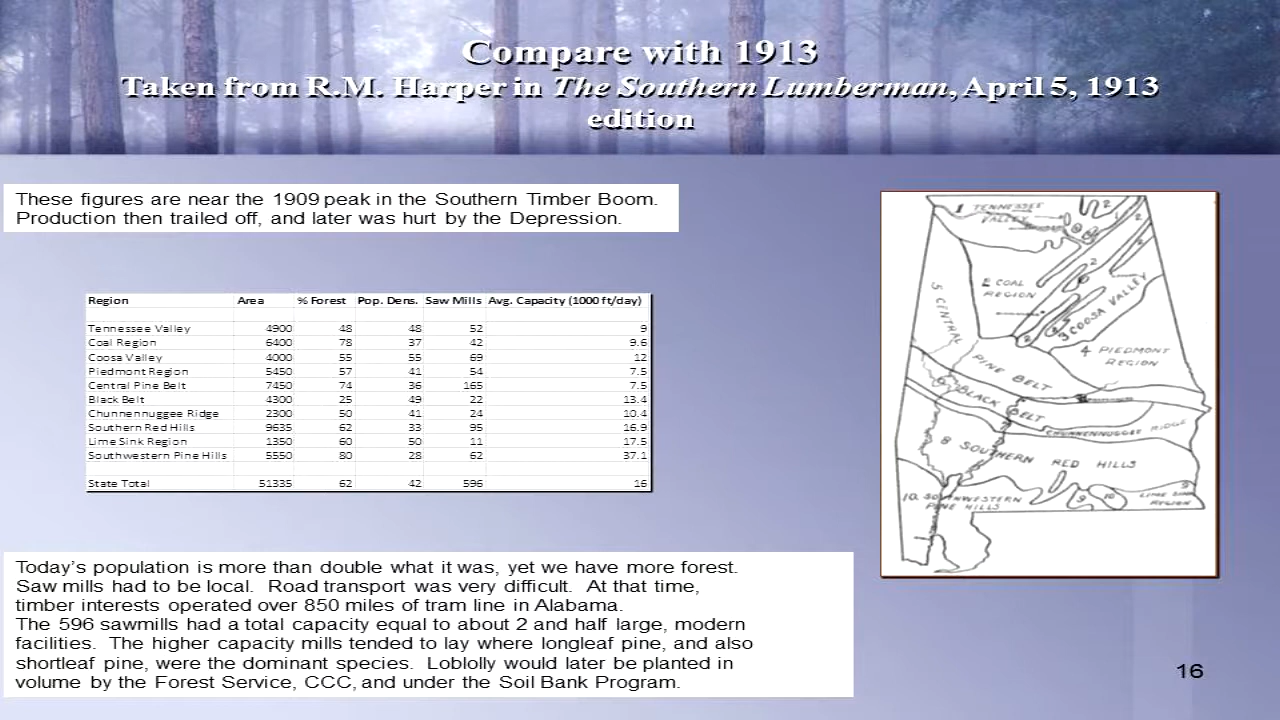 Compare with 1913
Taken from R.M. Harper in The Southern Lumberman, April 5, 1913
edition
These figures are near the 1909 peak in the Southern Timber Boom.
Production then trailed off, and later was hurt by the Depression.
Region Area % Forest Pop. Dens. Saw Mills Avg. Capacity (1000 ft/day)
Tennessee Valley 4900 48 48 52 9
Coal Region 6400 78 37 42 9.6
Coosa Valley 4000 55 55 69 12
Piedmont Region 5450 57 41 54 7.5
Central Pine Belt 7450 74 36 165 7.5
Black Belt 4300 25 49 22 13.4
Chunnennuggee Ridge 2300 50 41 24 10.4
Southern Red Hills 9635 62 33 95 16.9
Lime Sink Region 1350 60 50 11 17.5
Southwestern Pine Hills 5550 80 28 62 37.1
State Total 51335 62 42 596 16
1 TENNESSEE
VALLEY
2
2
2
2 COAL
REGION
3 COOSA VALLEY
5 CENTRAL
PINE BELT
4 PIEDMONT
REGION
6 BLACK BELT
CHUNNENNUGGEE RIDGE
8 SOUTHERN RED HILLS
10. SOUTHWESTERN
PINE HILLS
9
10
9
LIME SINK
REGION
Today's population is more than double what it was, yet we have more forest.
Saw mills had to be local. Road transport was very difficult. At that time,
timber interests operated over 850 miles of tram line in Alabama.
The 596 sawmills had a total capacity equal to about 2 and half large, modern
facilities. The higher capacity mills tended to lay where longleaf pine, and also
shortleaf pine, were the dominant species. Loblolly would later be planted in
volume by the Forest Service, CCC, and under the Soil Bank Program.
16